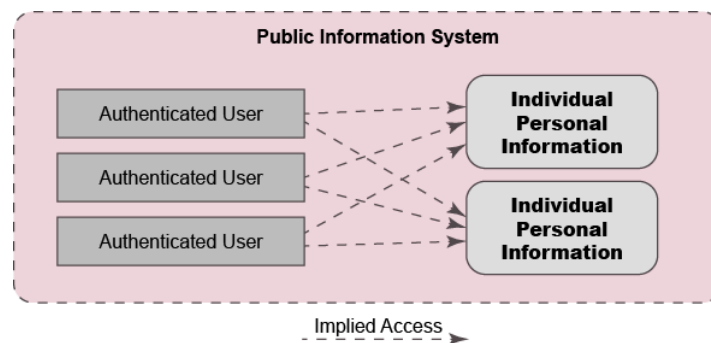 Public Information System
Authenticated User
Authenticated User
Authenticated User
Individual
Personal
Information
Individual
Personal
Information
Implied Access